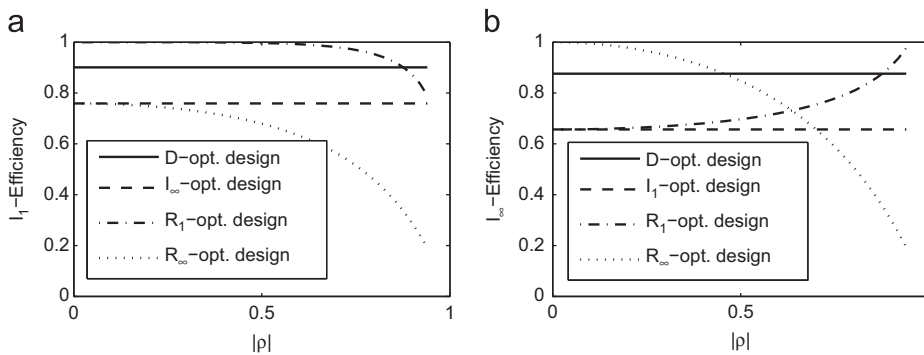 a
I₁−Efficiency
1
0.8
0.6
0.4
0.2
0
D−opt. design
I∞−opt. design
R₁−opt. design
R∞−opt. design
0
0.5
1
|ρ|
b
I∞−Efficiency
1
0.8
0.6
0.4
0.2
0
D−opt. design
I₁−opt. design
R₁−opt. design
R∞−opt. design
0
0.5
|ρ|